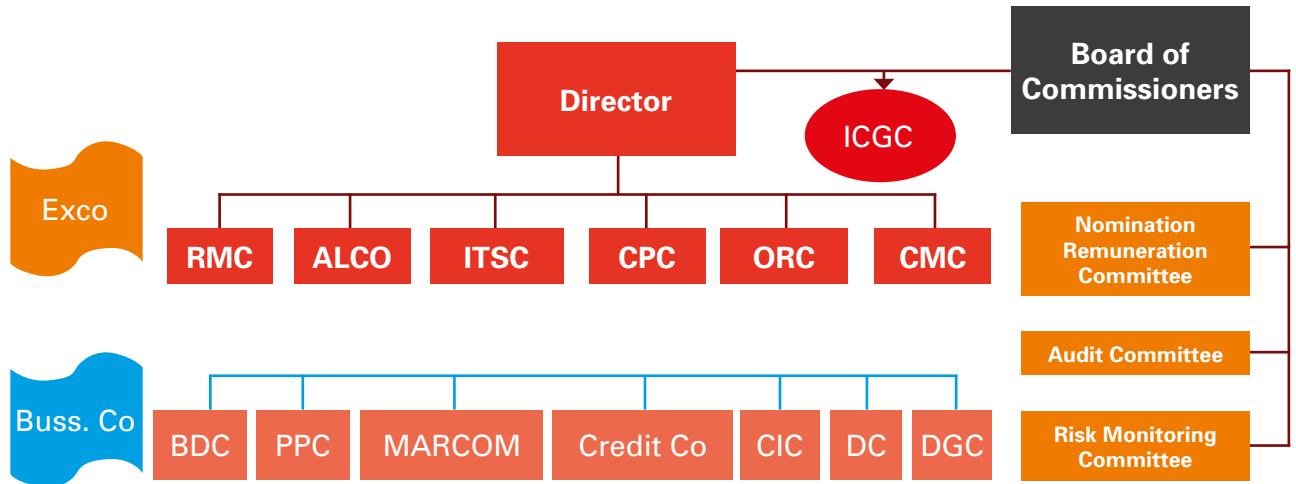 Board of
Commissioners
Director
ICGC
Exco
RMC ALCO ITSC CPC ORC CMC
Nomination
Remuneration
Committee
Audit Committee
Buss. Co
BDC PPC MARCOM Credit Co CIC DC DGC
Risk Monitoring
Committee